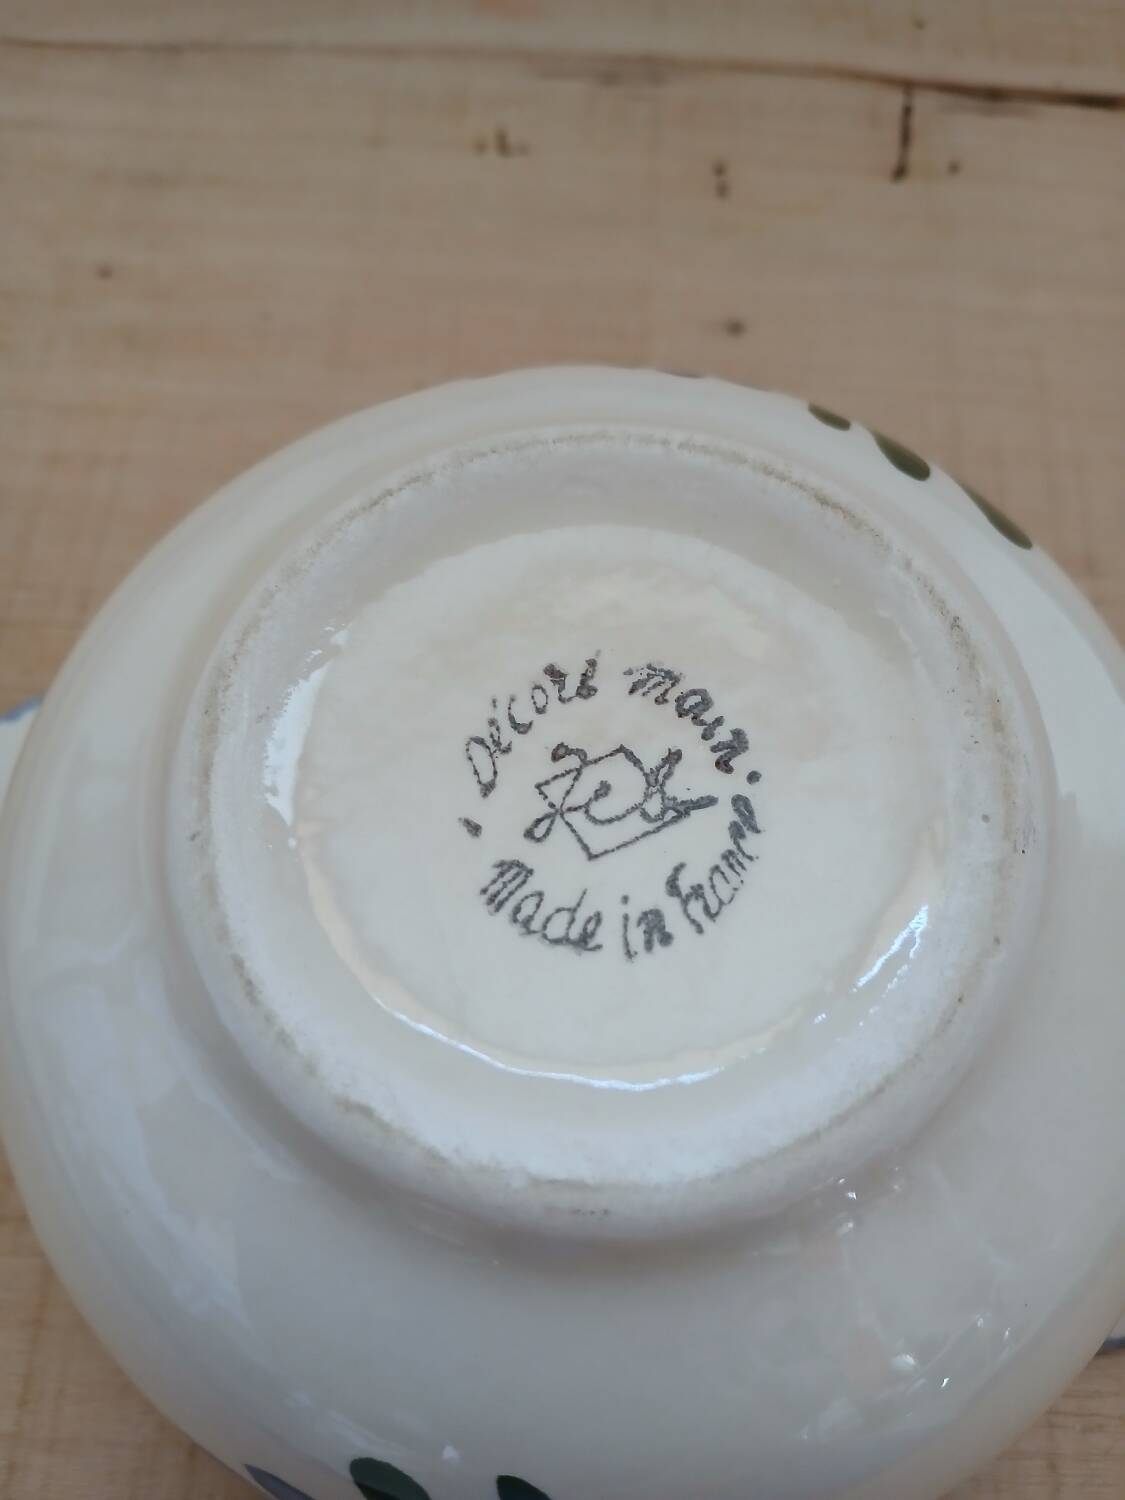 Décoré main.
Made in France